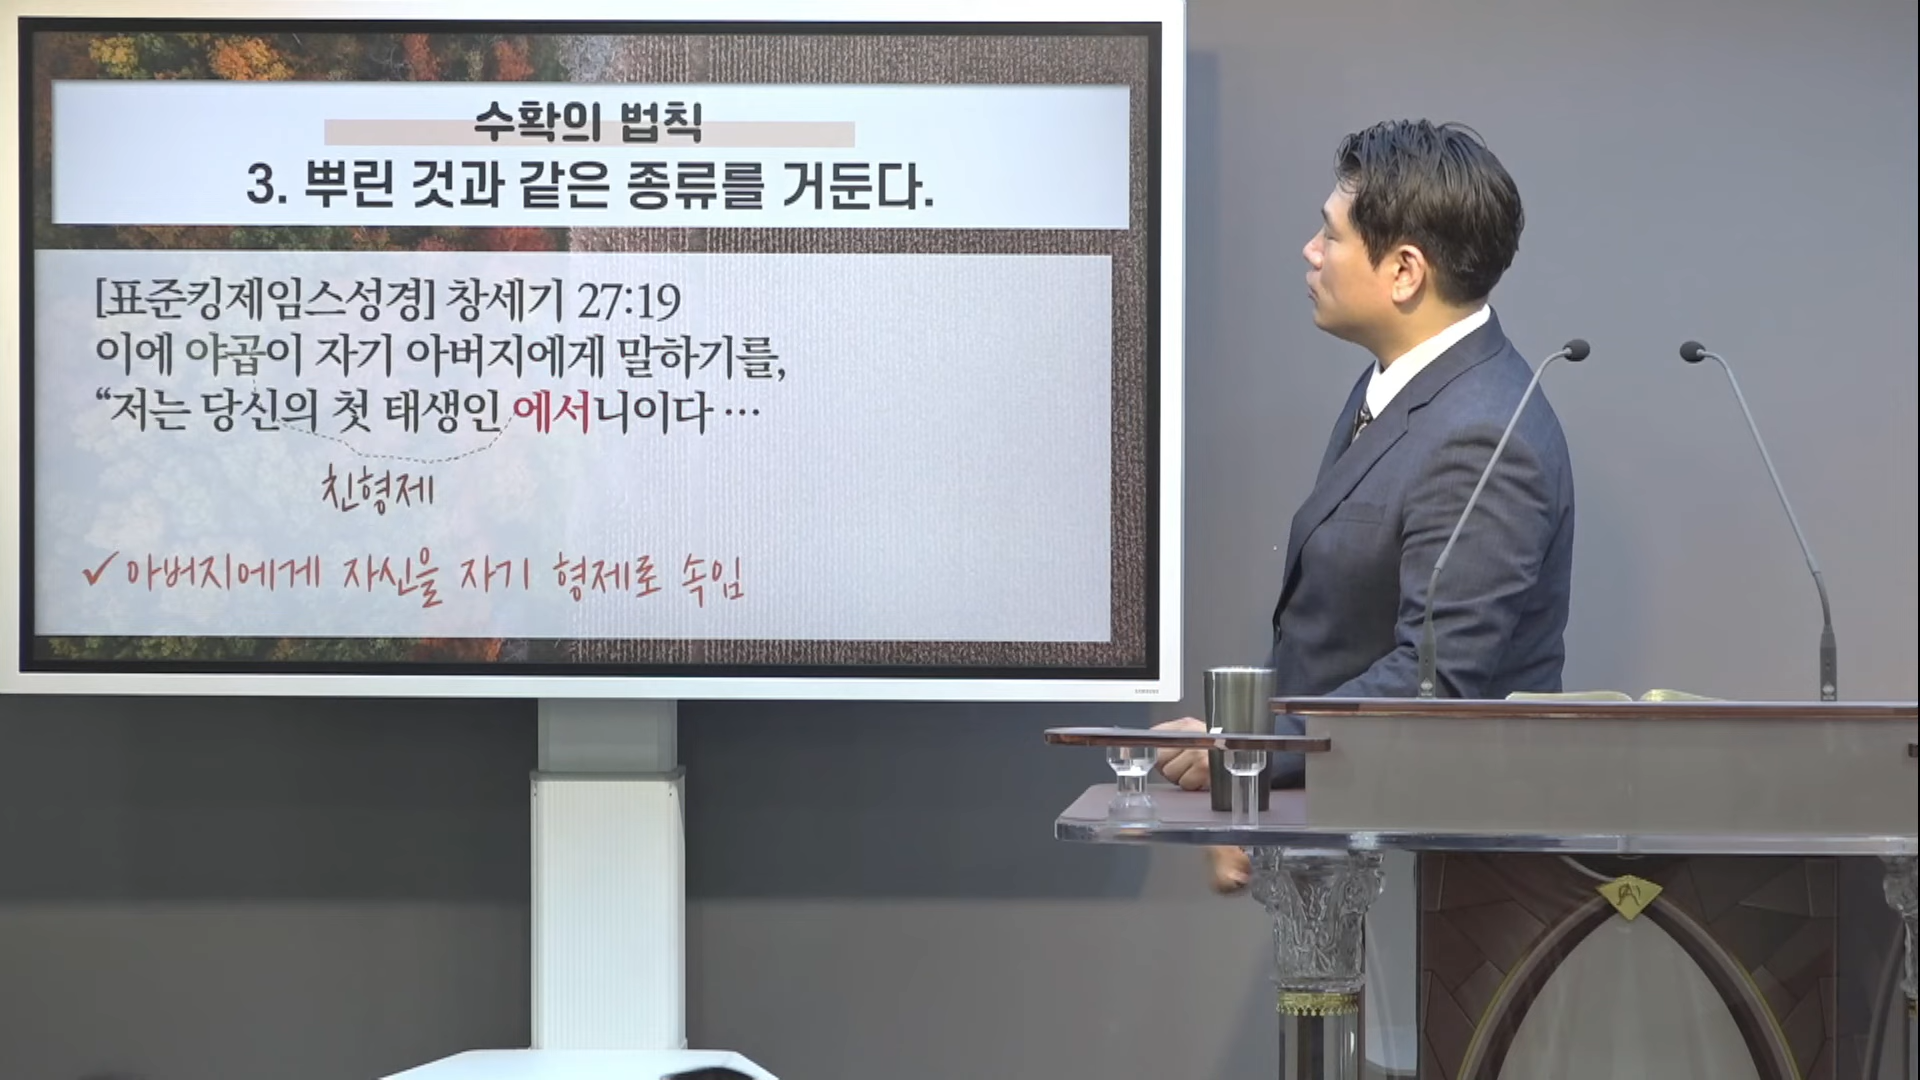 수확의 법칙
3. 뿌린 것과 같은 종류를 거둔다.
[표준킹제임스성경] 창세기 27:19
이에 야곱이 자기 아버지에게 말하기를,
“저는 당신의 첫 태생인 에서니이다 …
친형제
✓ 아버지에게 자신을 자기 형제로 속임
SAMSUNG